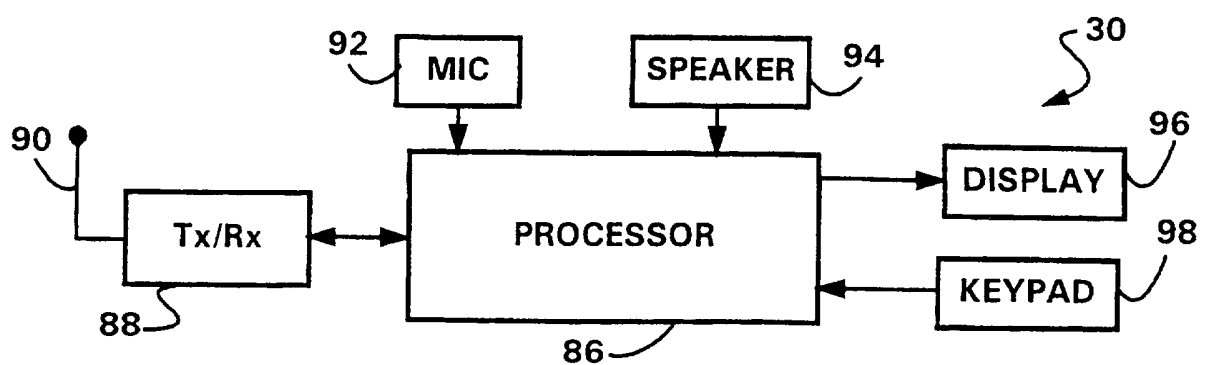 92
MIC
SPEAKER
94
30
90
96
DISPLAY
Tx/Rx
PROCESSOR
98
KEYPAD
88
86